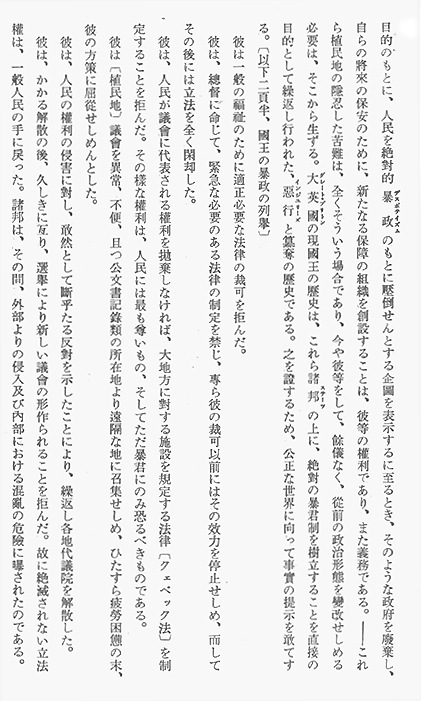 目的のもとに、人民を絶對的暴政のもとに壓倒せんとする企圖を表示するに至るとき、そのような政府を廢棄し、
自らの將來の保安のために、新たなる保障の組織を創設することは、彼等の權利であり、また義務である。――これ
ら植民地の隱忍した苦難は、全くそういう場合であり、今や彼等をして、餘儀なく、從前の政治形態を變改せしめる
必要は、そこから生ずる。大英國の現國王の歷史は、これら諸邦の上に、絶對の暴君制を樹立することを直接の
目的として繰返し行われた、惡行と簒奪の歷史である。之を證するため、公正な世界に向って事實の提示を敢てす
る。〔以下二頁半、國王の暴政の列擧〕
彼は一般の福祉のために適正必要な法律の裁可を拒んだ。
彼は、總督に命じて、緊急な必要のある法律の制定を禁じ、專ら彼の裁可以前にはその效力を停止せしめ、而して
その後には立法を全く閑却した。
彼は、人民が議會に代表される權利を拋棄しなければ、大地方に對する施設を規定する法律〔クェベック法〕を制
定することを拒んだ。その樣な權利は、人民には最も尊いもの、そしてただ暴君にのみ恐るべきものである。
彼は〔植民地〕議會を異常、不便、且つ公文書記錄類の所在地より遠隔な地に召集せしめ、ひたすら疲勞困憊の末、
彼の方策に屈從せしめんとした。
彼は、人民の權利の侵害に對し、敢然として斷乎たる反對を示したことにより、繰返し各地代議院を解散した。
彼は、かかる解散の後、久しきに亙り、選擧により新しい議會の形作られることを拒んだ。故に絶滅されない立法
權は、一般人民の手に戾った。諸邦は、その間、外部よりの侵入及び内部における混亂の危險に曝されたのである。
デスポテイズム
グレートブリテン
ステーツ
インジュリーズ